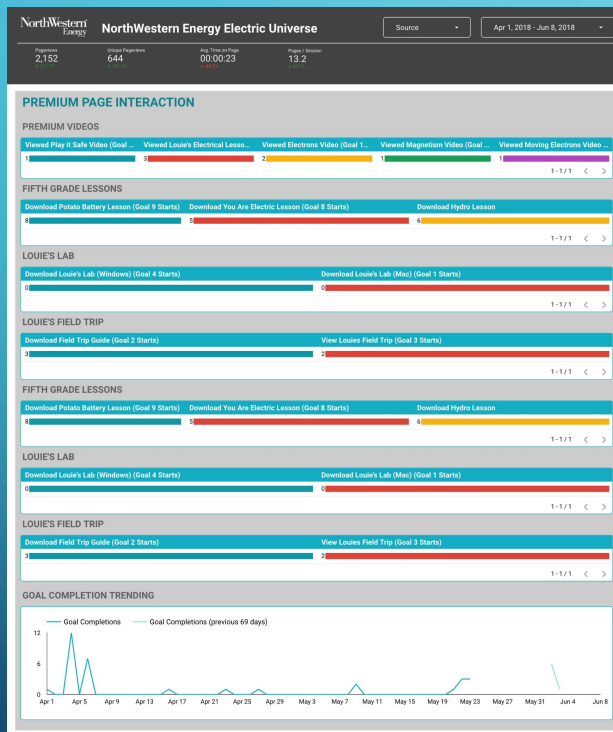 NorthWestern
Energy
NorthWestern Energy Electric Universe
Source
Apr 1, 2018 - Jun 8, 2018
Pageviews
2,152
Unique Pageviews
644
Avg. Time on Page
00:00:23
Pages / Session
13.2
PREMIUM PAGE INTERACTION
PREMIUM VIDEOS
Viewed Play it Safe Video (Goal ... Viewed Louie's Electrical Lesso... Viewed Electrons Video (Goal 1... Viewed Magnetism Video (Goal ... Viewed Moving Electrons Video ...
1 3 2 1 1
1 - 1 / 1 < >
FIFTH GRADE LESSONS
Download Potato Battery Lesson (Goal 9 Starts) Download You Are Electric Lesson (Goal 8 Starts) Download Hydro Lesson
8 5 6
1 - 1 / 1 < >
LOUIE'S LAB
Download Louie's Lab (Windows) (Goal 4 Starts) Download Louie's Lab (Mac) (Goal 1 Starts)
0 0
1 - 1 / 1 < >
LOUIE'S FIELD TRIP
Download Field Trip Guide (Goal 2 Starts) View Louies Field Trip (Goal 3 Starts)
3 2
1 - 1 / 1 < >
FIFTH GRADE LESSONS
Download Potato Battery Lesson (Goal 9 Starts) Download You Are Electric Lesson (Goal 8 Starts) Download Hydro Lesson
8 5 6
1 - 1 / 1 < >
LOUIE'S LAB
Download Louie's Lab (Windows) (Goal 4 Starts) Download Louie's Lab (Mac) (Goal 1 Starts)
0 0
1 - 1 / 1 < >
LOUIE'S FIELD TRIP
Download Field Trip Guide (Goal 2 Starts) View Louies Field Trip (Goal 3 Starts)
3 2
1 - 1 / 1 < >
GOAL COMPLETION TRENDING
Goal Completions Goal Completions (previous 69 days)
12
6
0
Apr 1 Apr 5 Apr 9 Apr 13 Apr 17 Apr 21 Apr 25 Apr 29 May 3 May 7 May 11 May 15 May 19 May 23 May 27 May 31 Jun 4 Jun 8